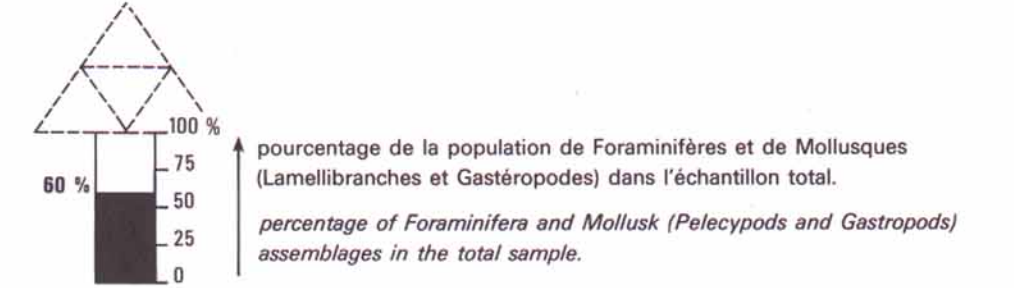 100 %
75
60 %
50
25
0
pourcentage de la population de Foraminifères et de Mollusques
(Lamellibranches et Gastéropodes) dans l'échantillon total.
percentage of Foraminifera and Mollusk (Pelecypods and Gastropods)
assemblages in the total sample.